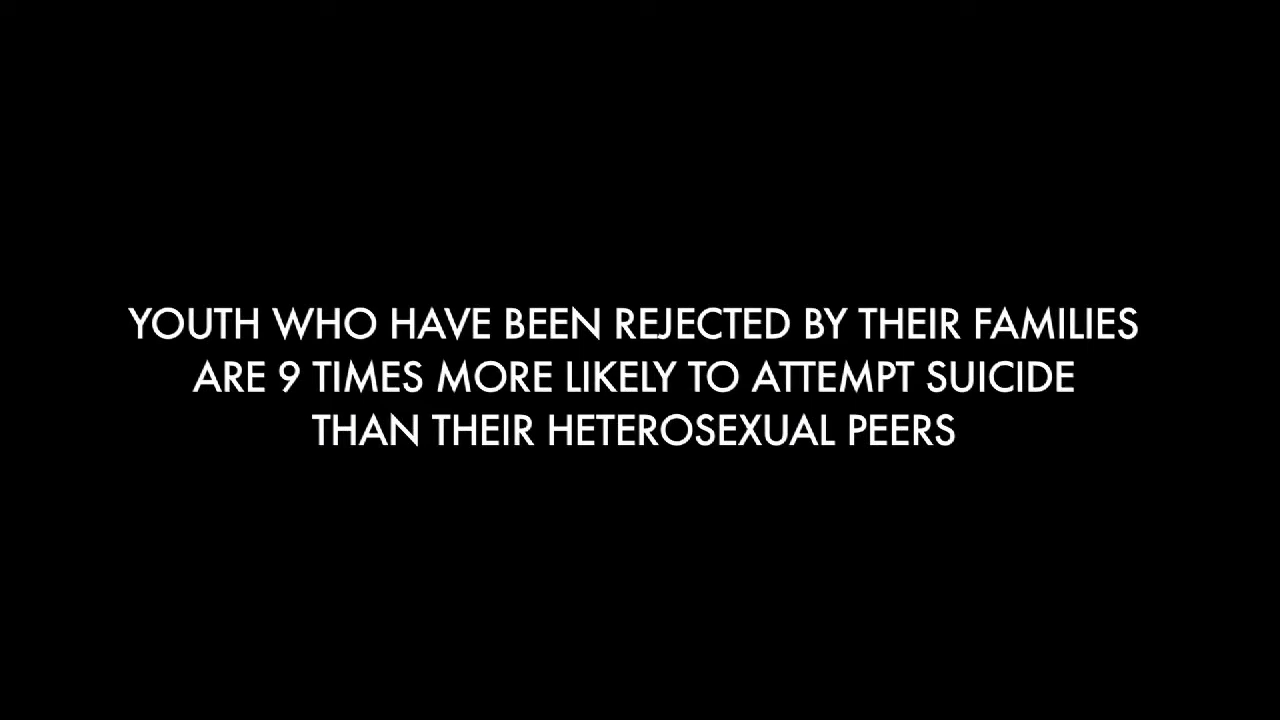 YOUTH WHO HAVE BEEN REJECTED BY THEIR FAMILIES
ARE 9 TIMES MORE LIKELY TO ATTEMPT SUICIDE
THAN THEIR HETEROSEXUAL PEERS